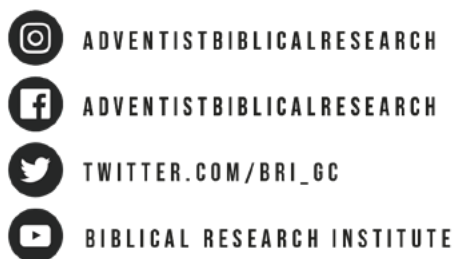 ADVENTISTBIBLICALRESEARCH
ADVENTISTBIBLICALRESEARCH
TWITTER.COM/BRI_GC
BIBLICAL RESEARCH INSTITUTE